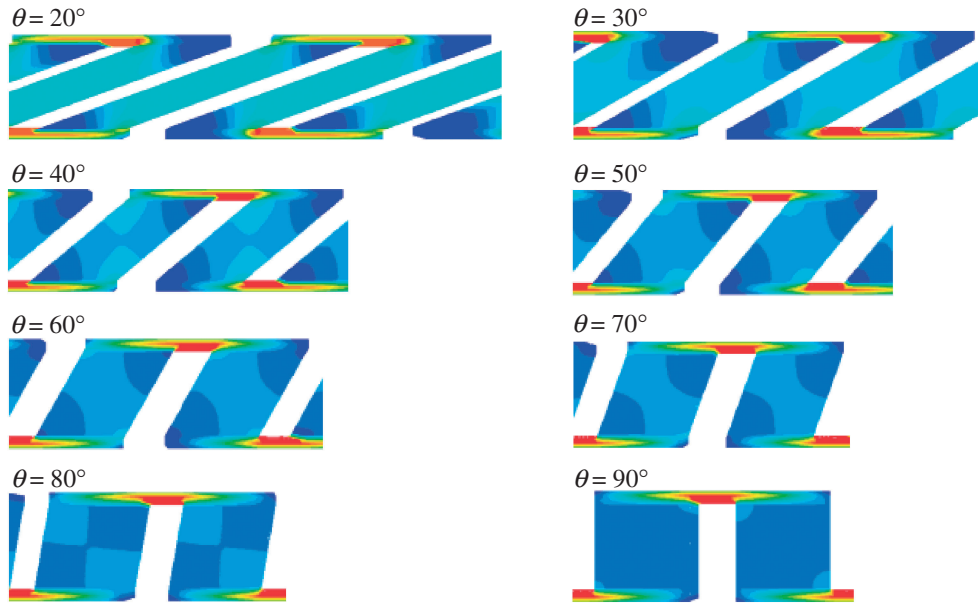 θ = 20°
θ = 30°
θ = 40°
θ = 50°
θ = 60°
θ = 70°
θ = 80°
θ = 90°